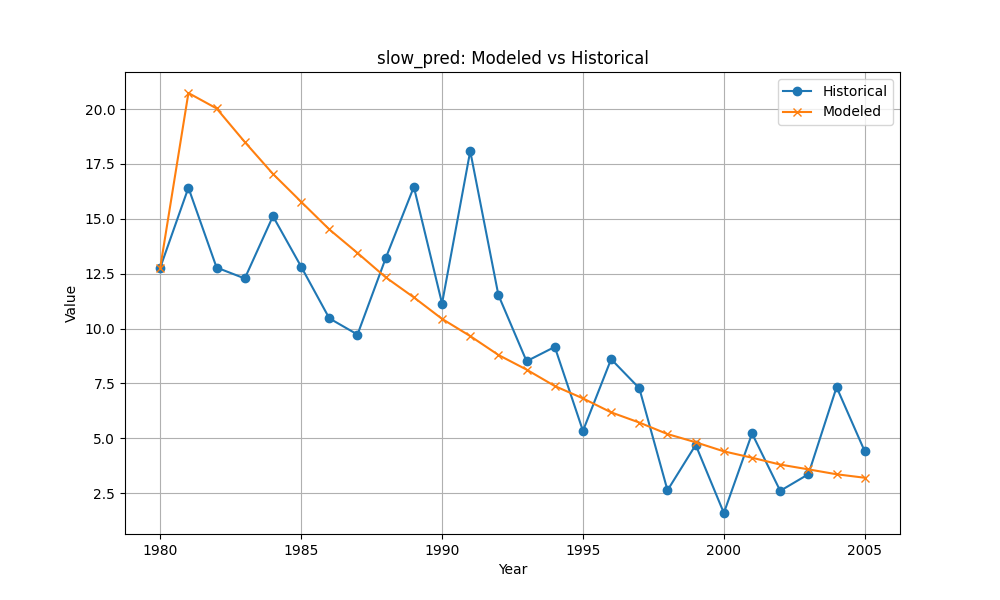 slow_pred: Modeled vs Historical
Historical
Modeled
Value
20.0
17.5
15.0
12.5
10.0
7.5
5.0
2.5
1980 1985 1990 1995 2000 2005
Year